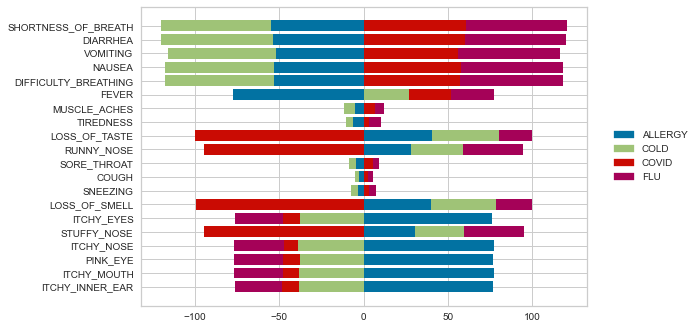 SHORTNESS_OF_BREATH
DIARRHEA
VOMITING
NAUSEA
DIFFICULTY_BREATHING
FEVER
MUSCLE_ACHES
TIREDNESS
LOSS_OF_TASTE
RUNNY_NOSE
SORE_THROAT
COUGH
SNEEZING
LOSS_OF_SMELL
ITCHY_EYES
STUFFY_NOSE
ITCHY_NOSE
PINK_EYE
ITCHY_MOUTH
ITCHY_INNER_EAR
−100 −50 0 50 100
ALLERGY
COLD
COVID
FLU